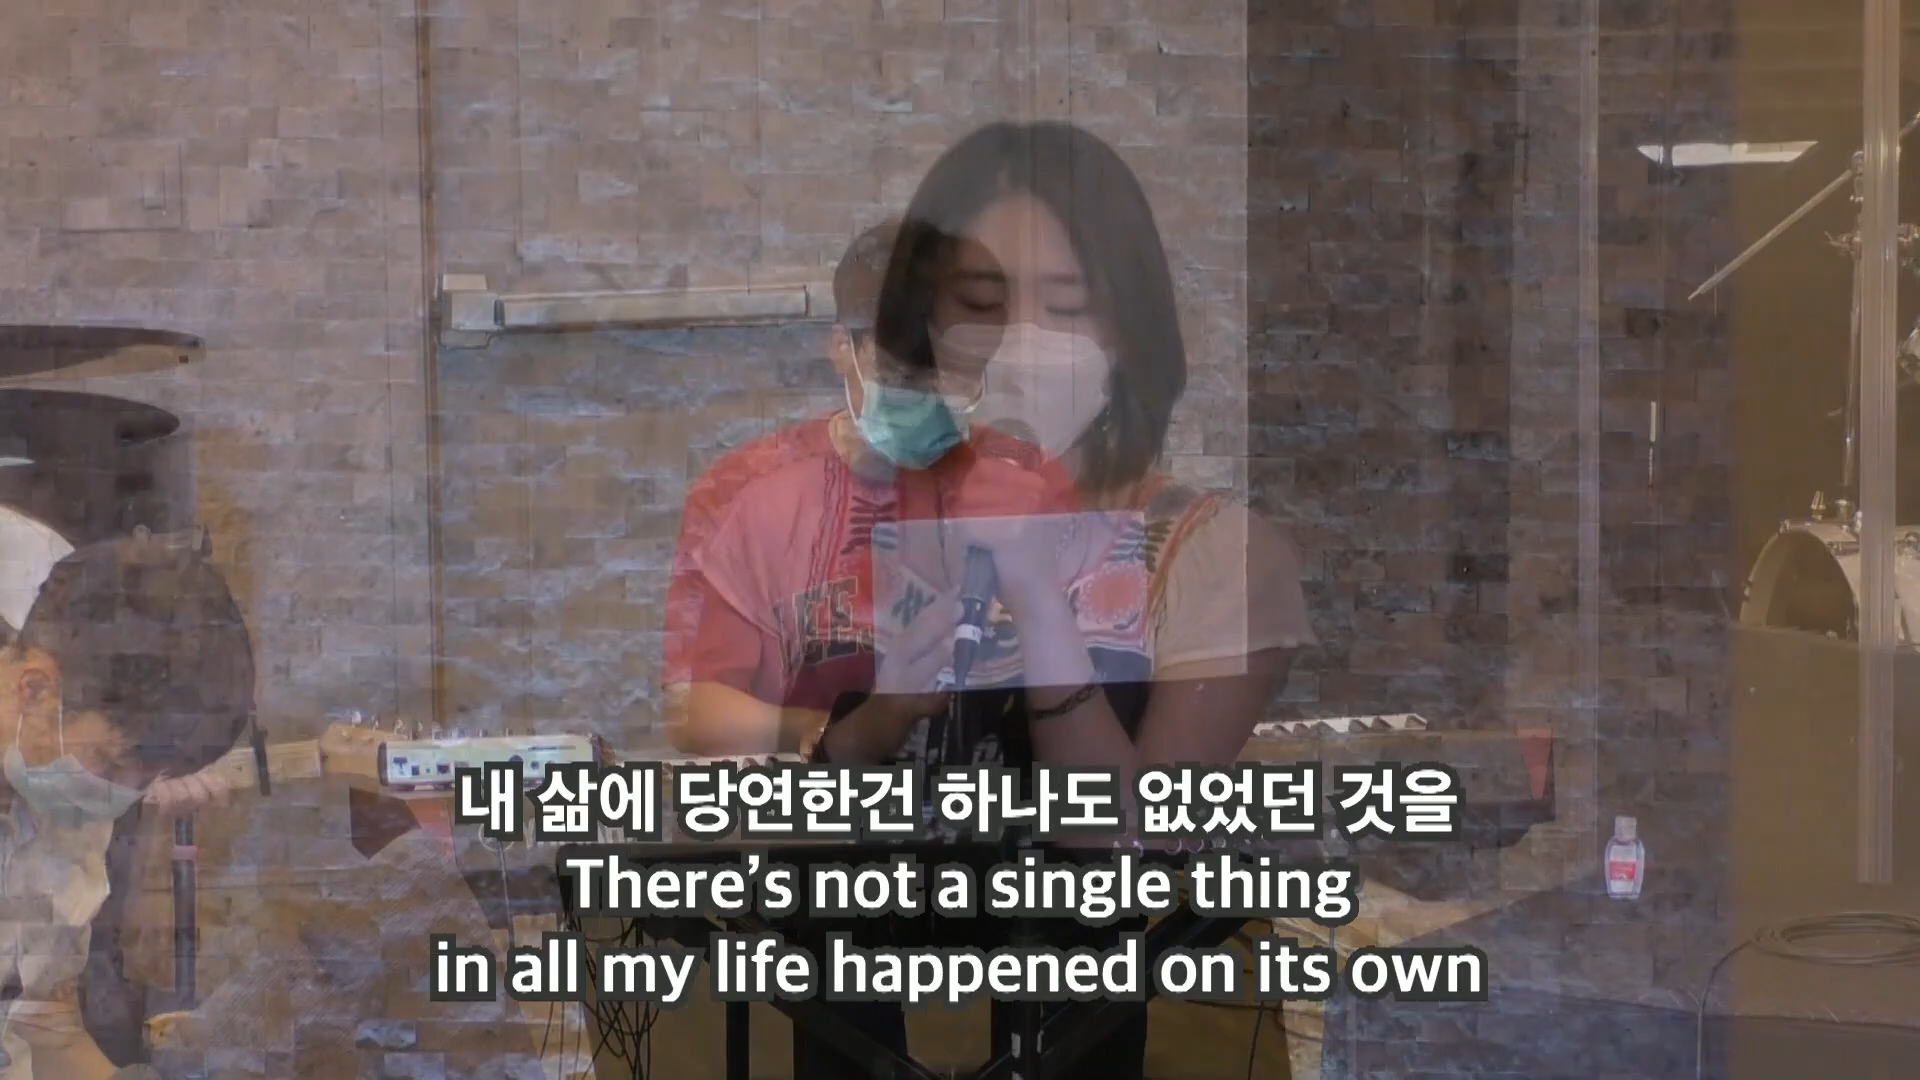 내 삶에 당연한건 하나도 없었던 것을
There's not a single thing
in all my life happened on its own